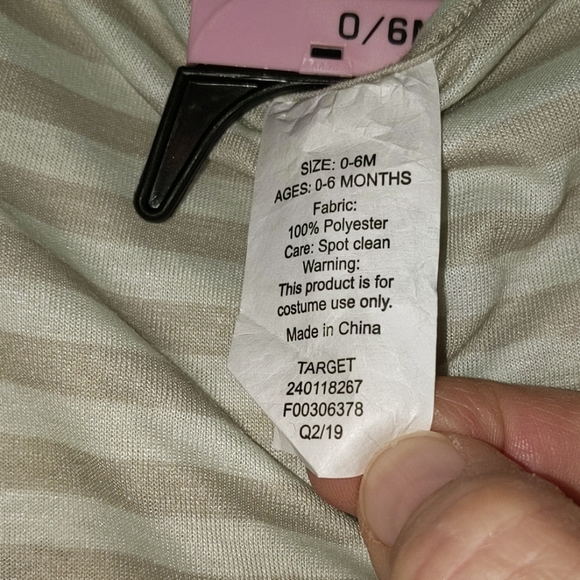 0/6M
SIZE: 0-6M
AGES: 0-6 MONTHS
Fabric:
100% Polyester
Care: Spot clean
Warning:
This product is for
costume use only.
Made in China
TARGET
240118267
F00306378
Q2/19